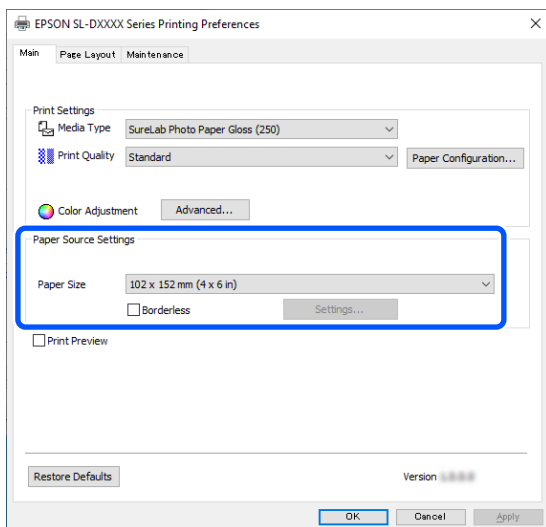 EPSON SL-DXXXX Series Printing Preferences
Main Page Layout Maintenance
Print Settings
Media Type SureLab Photo Paper Gloss (250)
Print Quality Standard Paper Configuration...
Color Adjustment Advanced...
Paper Source Settings
Paper Size 102 x 152 mm (4 x 6 in)
Borderless Settings...
Print Preview
Restore Defaults Version
OK Cancel Apply